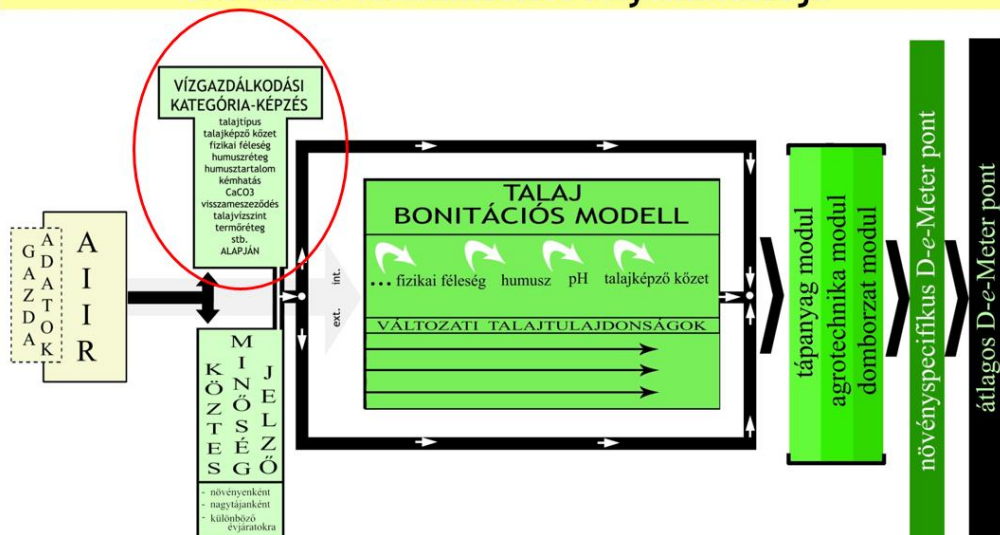 VÍZGAZDÁLKODÁSI
KATEGÓRIA-KÉPZÉS
talajtípus
talajképző kőzet
fizikai féleség
humuszréteg
humusztartalom
kémhatás
CaCO3
visszameszeződés
talajvízszint
termőréteg
stb.
ALAPJÁN
GAZDA
ADATOK
AIIR
KÖZTES
MINŐSÉG
JELZŐ
- növényenként
- nagytájanként
- különböző
évjáratokra
int.
ext.
TALAJ
BONITÁCIÓS MODELL
... fizikai féleség humusz pH talajképző kőzet
VÁLTOZATI TALAJTULAJDONSÁGOK
tápanyag modul
agrotechnika modul
domborzat modul
növényspecifikus D-e-Meter pont
átlagos D-e-Meter pont